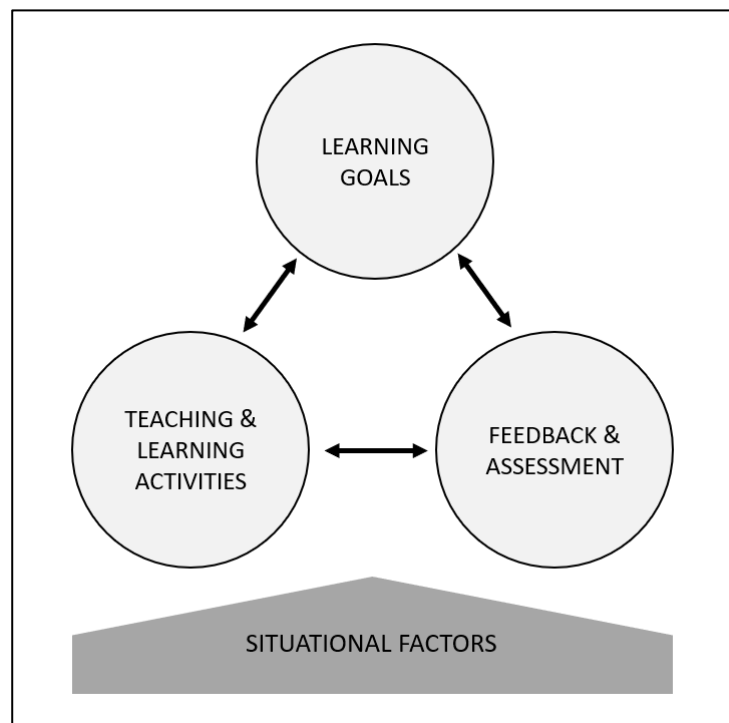 LEARNING
GOALS
TEACHING &
LEARNING
ACTIVITIES
FEEDBACK &
ASSESSMENT
SITUATIONAL FACTORS